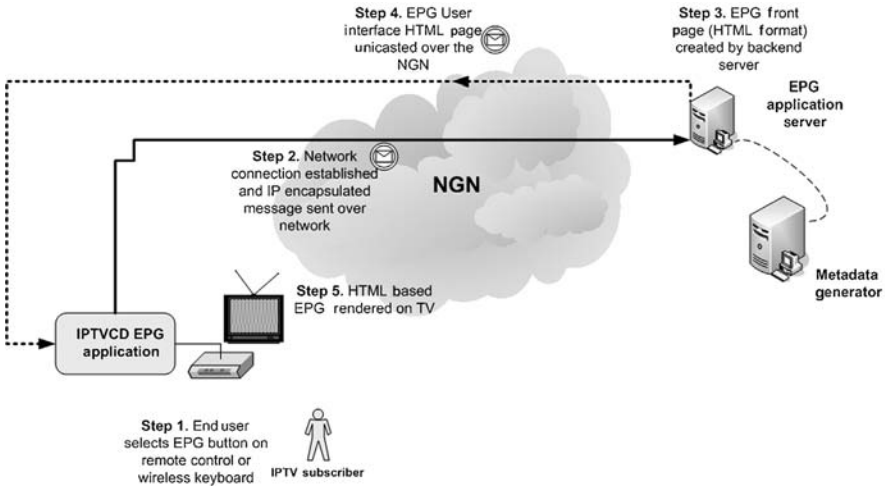 Step 4. EPG User
interface HTML page
unicasted over the
NGN
Step 3. EPG front
page (HTML format)
created by backend
server
EPG
application
server
Step 2. Network
connection established
and IP encapsulated
message sent over
network
NGN
Metadata
generator
Step 5. HTML based
EPG rendered on TV
IPTVCD EPG
application
Step 1. End user
selects EPG button on
remote control or
wireless keyboard
IPTV subscriber